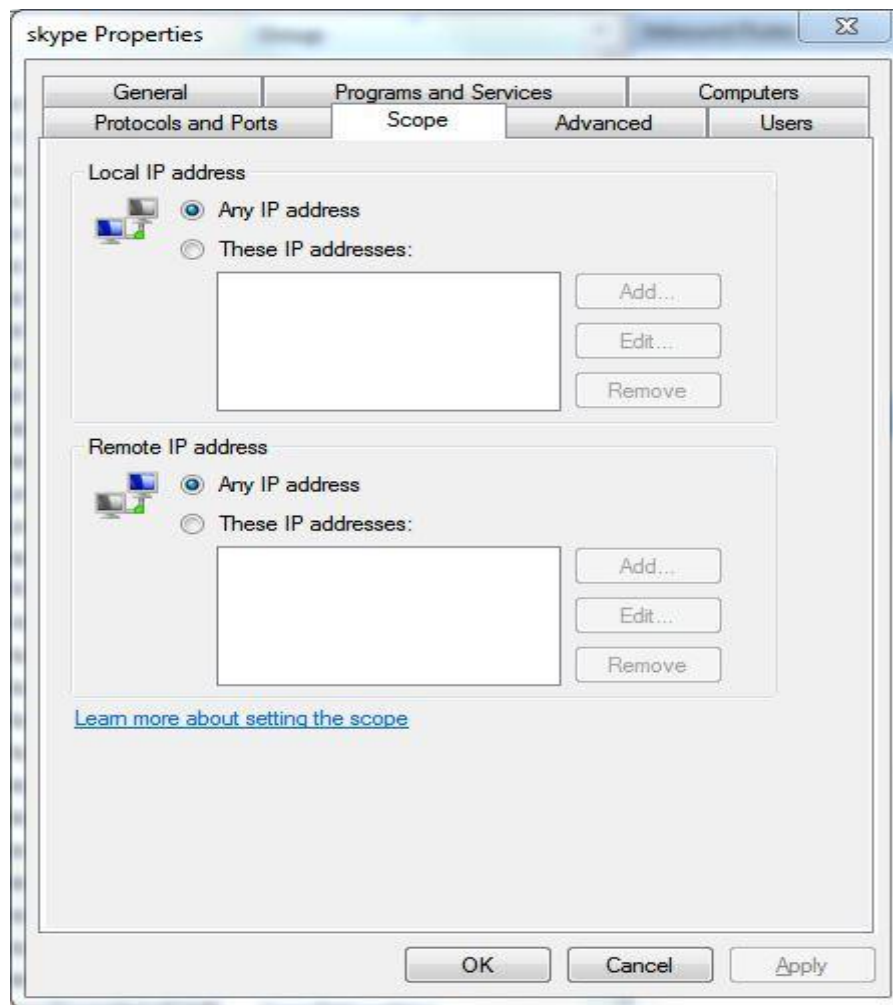 skype Properties
General Programs and Services Computers
Protocols and Ports Scope Advanced Users
Local IP address
Any IP address
These IP addresses:
Add...
Edit...
Remove
Remote IP address
Any IP address
These IP addresses:
Add...
Edit...
Remove
Learn more about setting the scope
OK Cancel Apply